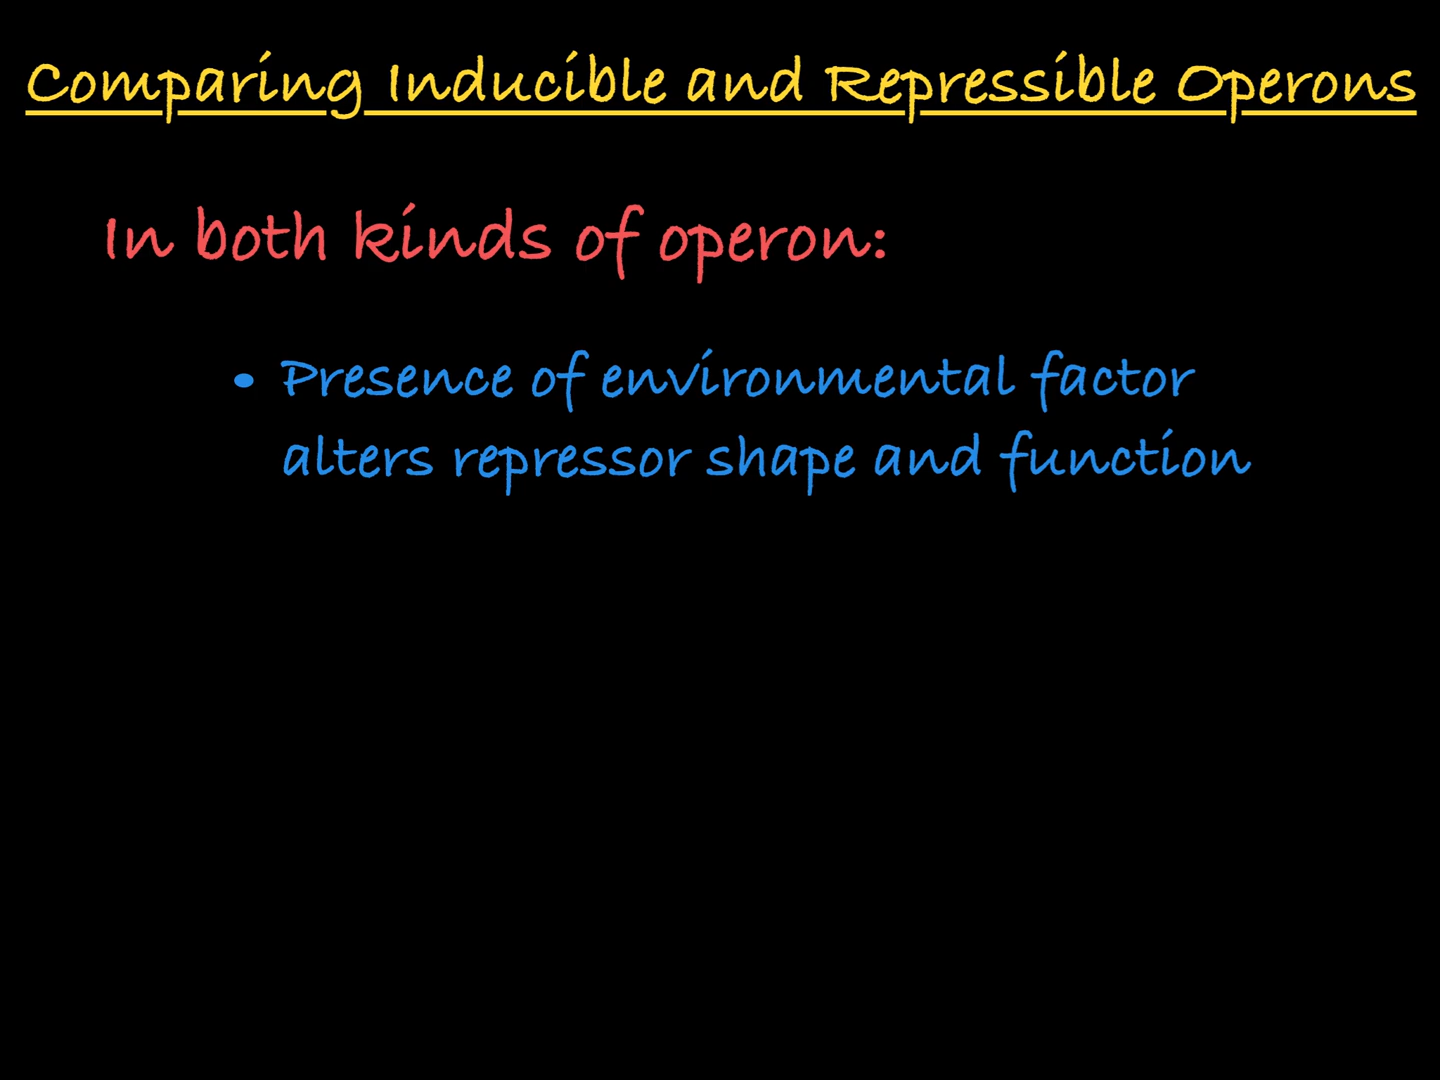 Comparing Inducible and Repressible Operons
In both kinds of operon:
• Presence of environmental factor
alters repressor shape and function